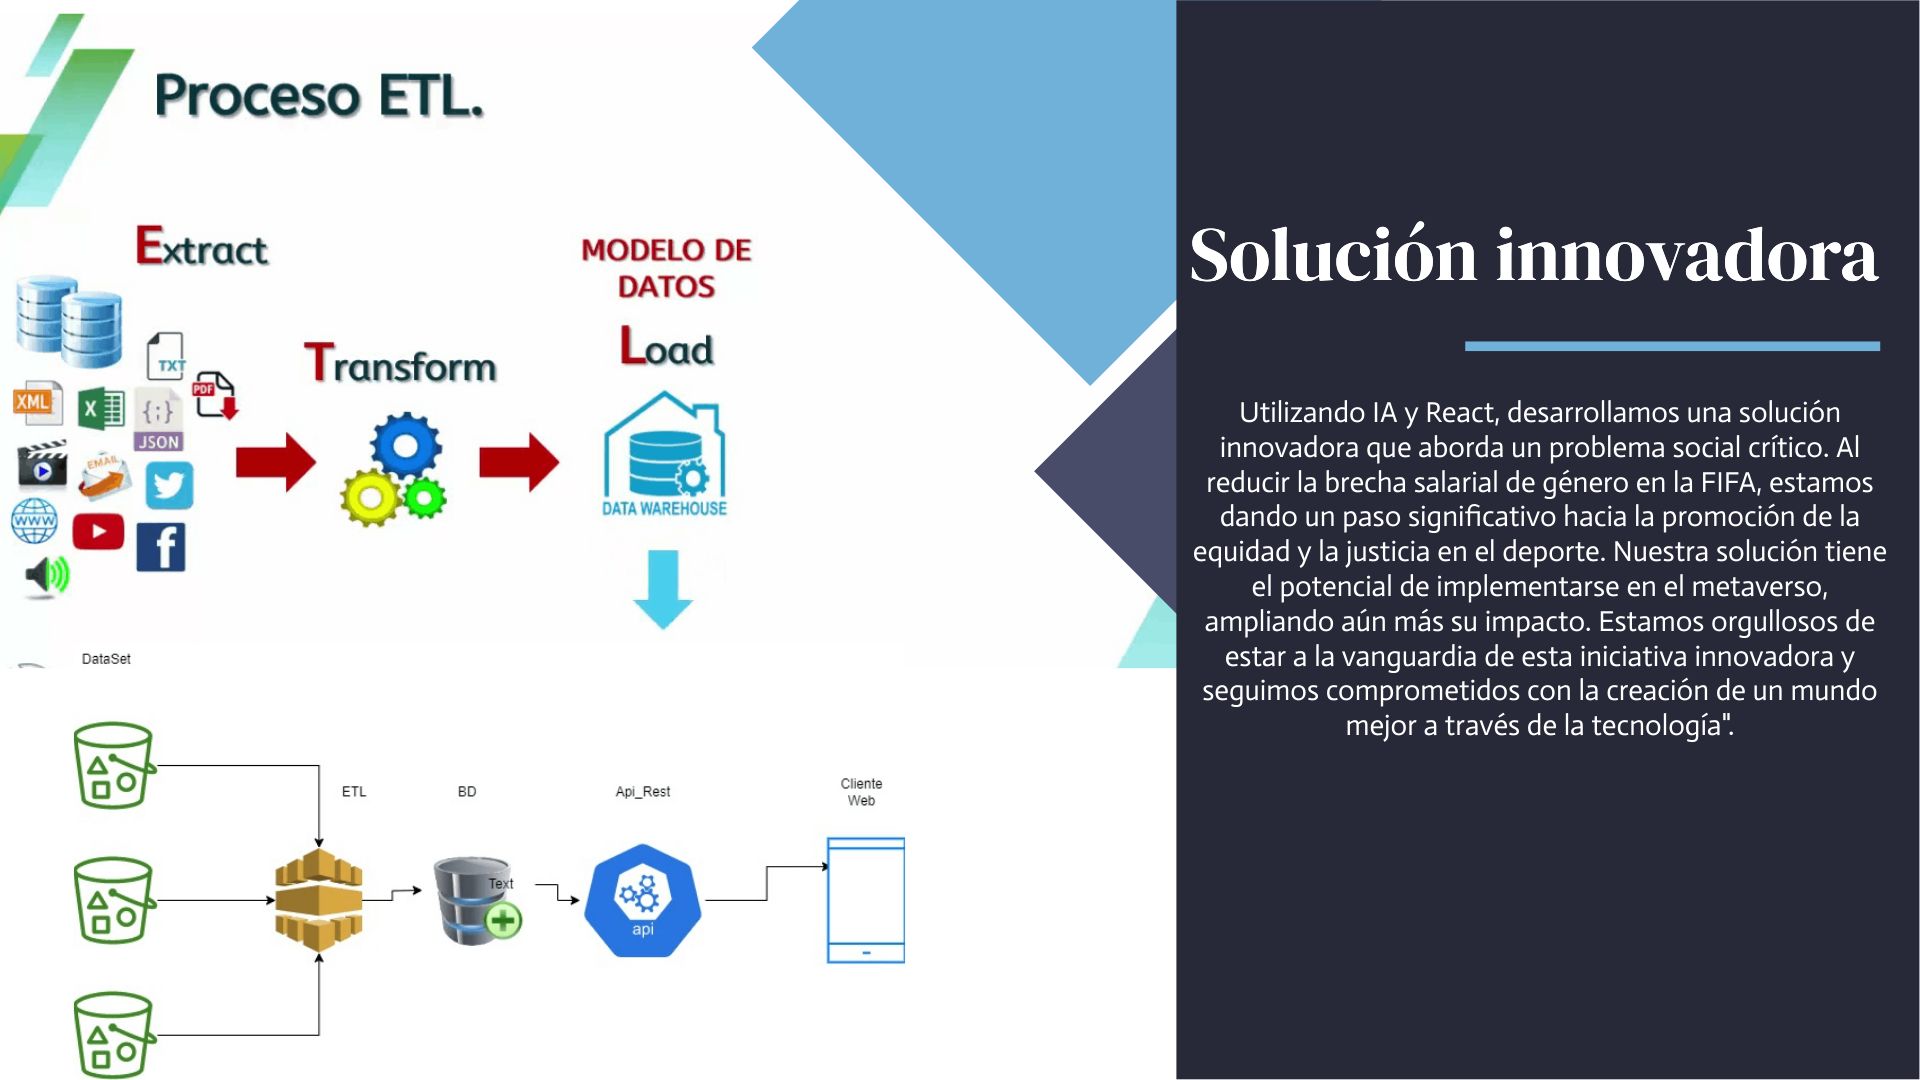 Proceso ETL.
Extract
MODELO DE
DATOS
Load
Transform
TXT
PDF
XML
X
{;}
JSON
EMAIL
WWW
f
DATA WAREHOUSE
DataSet
ETL
BD
Api_Rest
Cliente
Web
Text
api
Solución innovadora
Utilizando IA y React, desarrollamos una solución
innovadora que aborda un problema social crítico. Al
reducir la brecha salarial de género en la FIFA, estamos
dando un paso significativo hacia la promoción de la
equidad y la justicia en el deporte. Nuestra solución tiene
el potencial de implementarse en el metaverso,
ampliando aún más su impacto. Estamos orgullosos de
estar a la vanguardia de esta iniciativa innovadora y
seguimos comprometidos con la creación de un mundo
mejor a través de la tecnología".